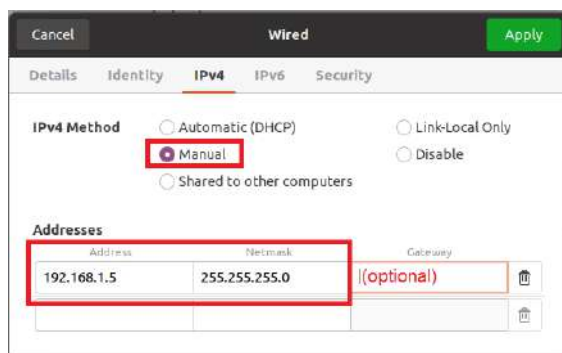 Cancel Wired Apply
Details Identity IPv4 IPv6 Security
IPv4 Method Automatic (DHCP) Link-Local Only
Manual Disable
Shared to other computers
Addresses
Address Netmask Gateway
192.168.1.5 255.255.255.0 (optional)